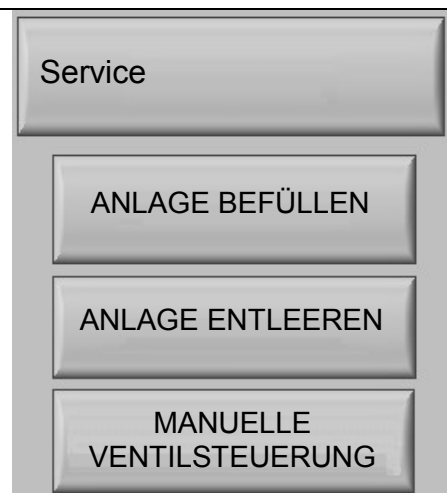 Service
ANLAGE BEFÜLLEN
ANLAGE ENTLEEREN
MANUELLE
VENTILSTEUERUNG